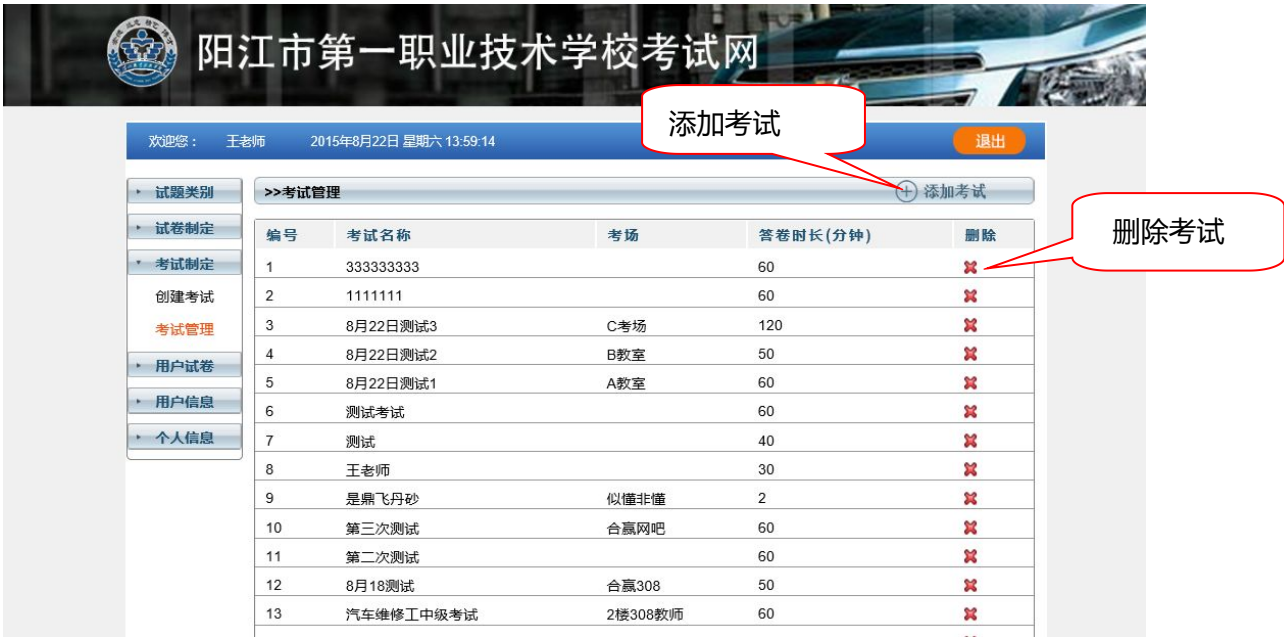 阳江市第一职业技术学校考试网
添加考试
欢迎您： 王老师 2015年8月22日 星期六 13:59:14 退出
试题类别
>>考试管理 添加考试
删除考试
试卷制定
编号 考试名称 考场 答卷时长(分钟) 删除
考试制定
1 333333333 60
创建考试
2 1111111 60
考试管理
3 8月22日测试3 C考场 120
4 8月22日测试2 B教室 50
用户试卷
5 8月22日测试1 A教室 60
用户信息
6 测试考试 60
个人信息
7 测试 40
8 王老师 30
9 是鼎飞丹砂 似懂非懂 2
10 第三次测试 合赢网吧 60
11 第二次测试 60
12 8月18测试 合赢308 50
13 汽车维修工中级考试 2楼308教师 60